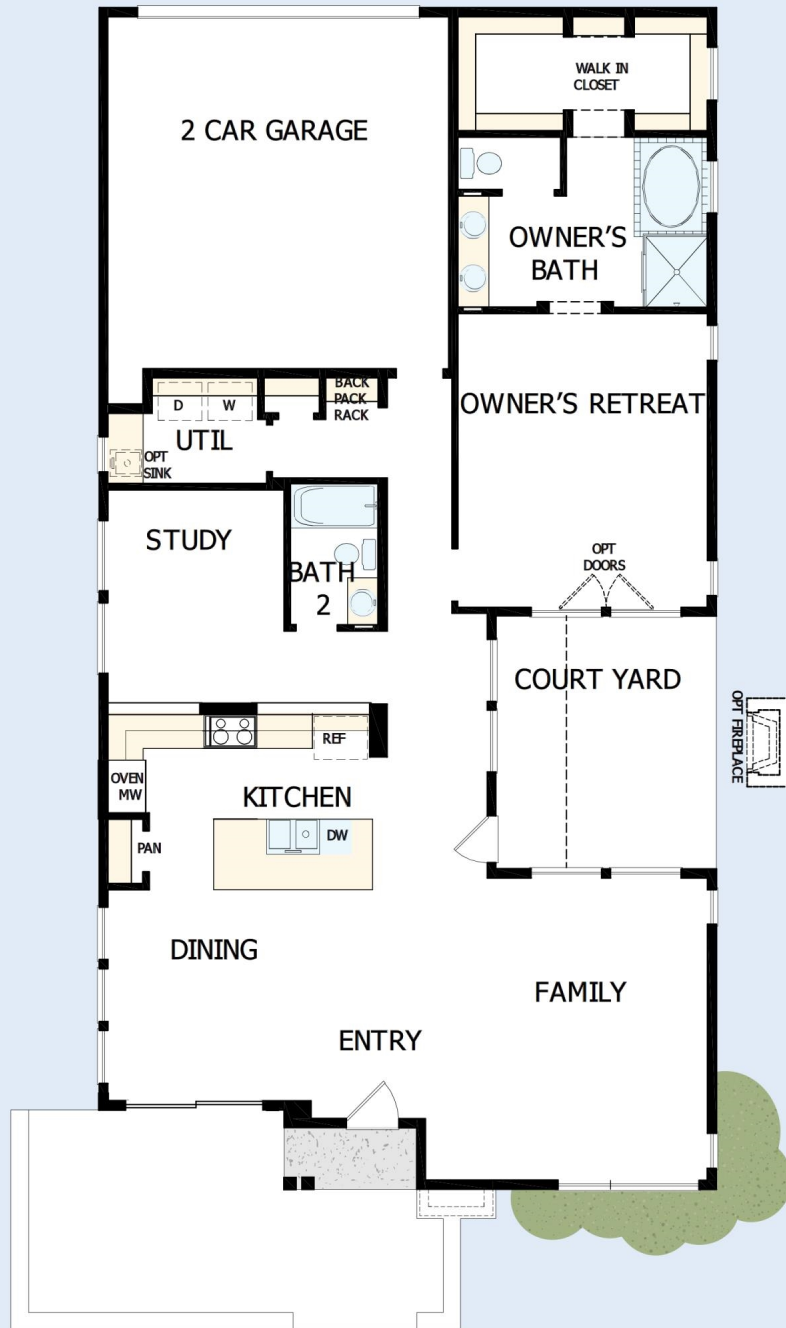 WALK IN
CLOSET
2 CAR GARAGE
OWNER'S
BATH
BACK
PACK
RACK
D
W
OWNER'S RETREAT
UTIL
OPT
SINK
STUDY
OPT
DOORS
BATH
2
COURT YARD
OPT FIREPLACE
REF
OVEN
MW
KITCHEN
DW
PAN
DINING
FAMILY
ENTRY